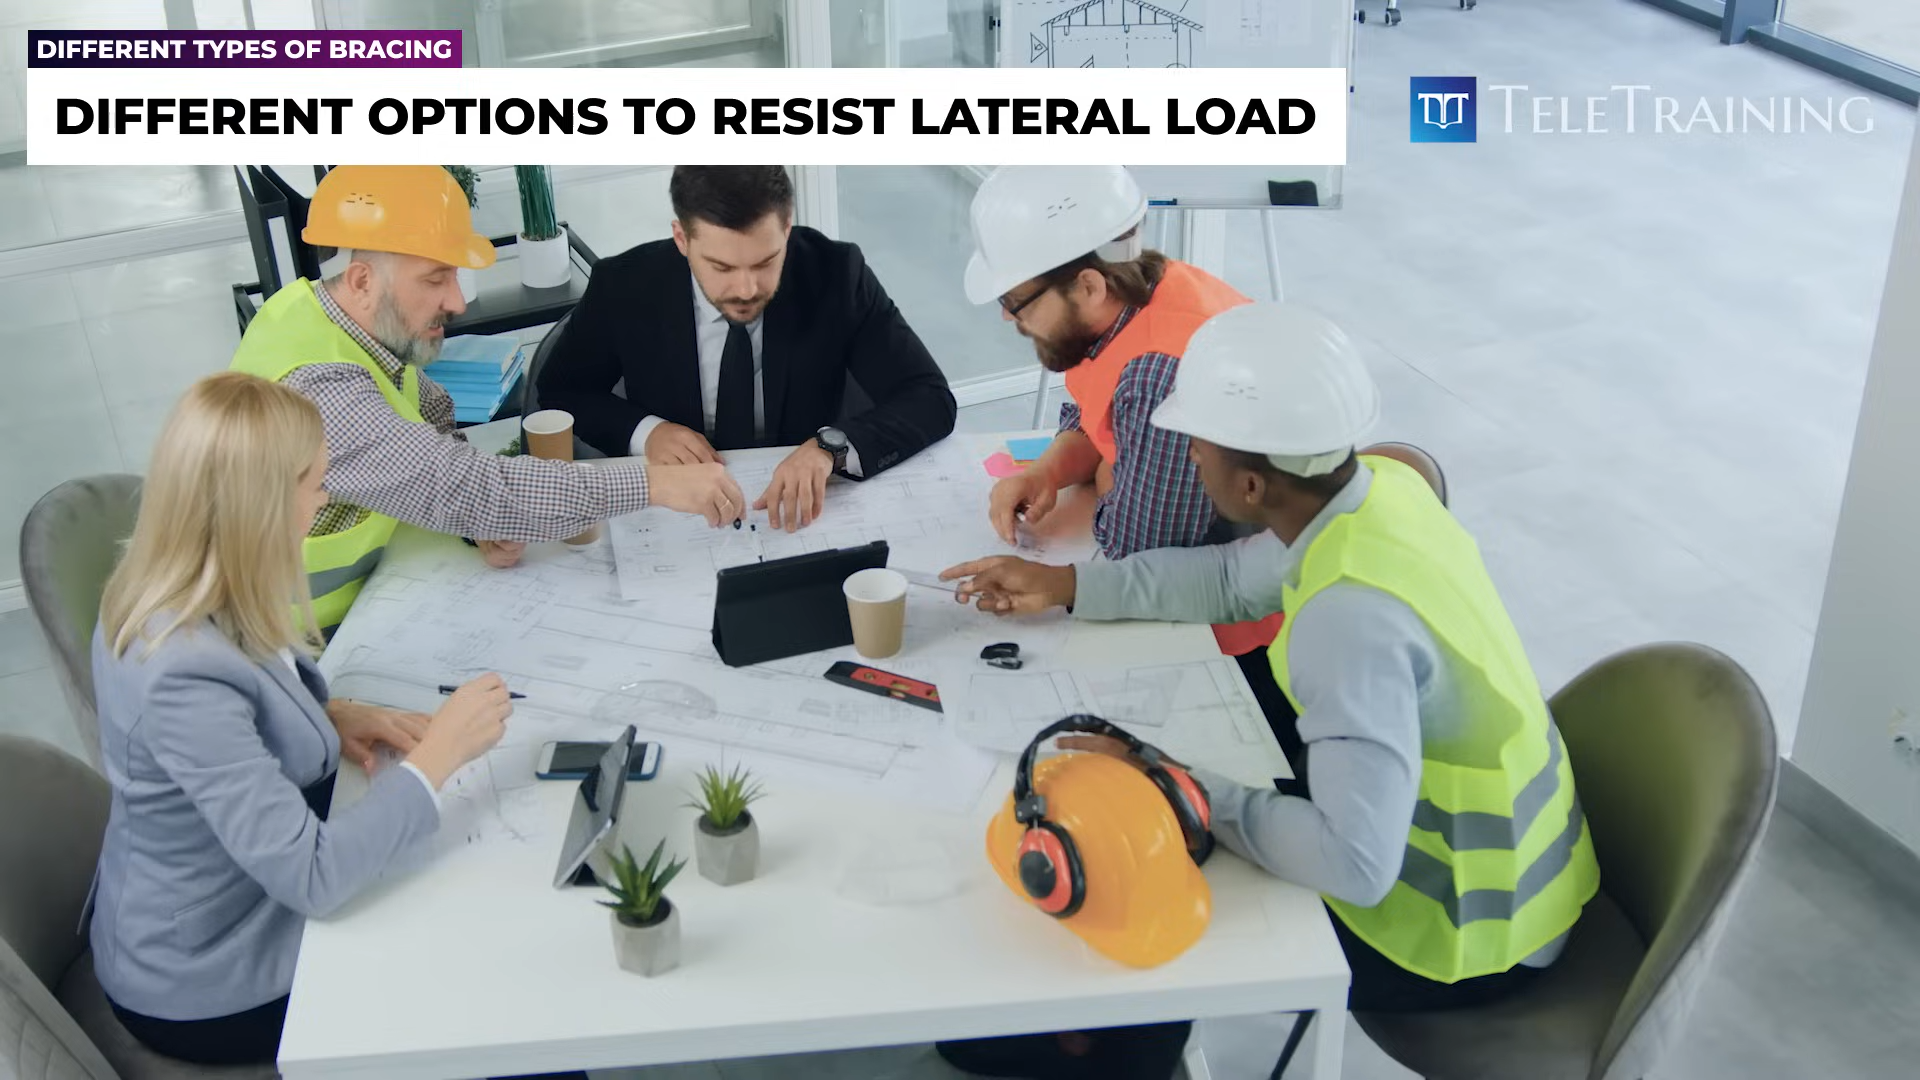 DIFFERENT TYPES OF BRACING
DIFFERENT OPTIONS TO RESIST LATERAL LOAD
TELETRAINING